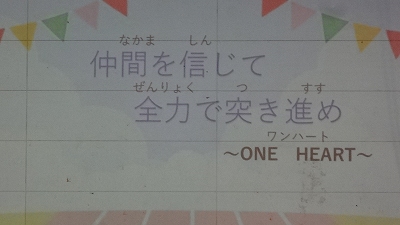 なかま しん
仲間を信じて
ぜんりょく つ すす
全力で突き進め
ワンハート
～ONE HEART～